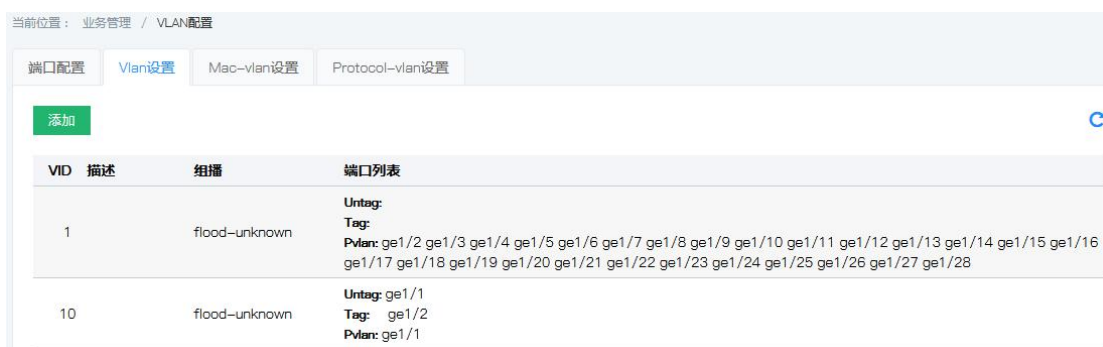 当前位置： 业务管理 / VLAN配置
端口配置 Vlan设置 Mac-vlan设置 Protocol-vlan设置
添加
VID 描述 组播 端口列表
Untag:
Tag:
1 flood-unknown
Pvlan: ge1/2 ge1/3 ge1/4 ge1/5 ge1/6 ge1/7 ge1/8 ge1/9 ge1/10 ge1/11 ge1/12 ge1/13 ge1/14 ge1/15 ge1/16
ge1/17 ge1/18 ge1/19 ge1/20 ge1/21 ge1/22 ge1/23 ge1/24 ge1/25 ge1/26 ge1/27 ge1/28
Untag: ge1/1
10 flood-unknown Tag: ge1/2
Pvlan: ge1/1